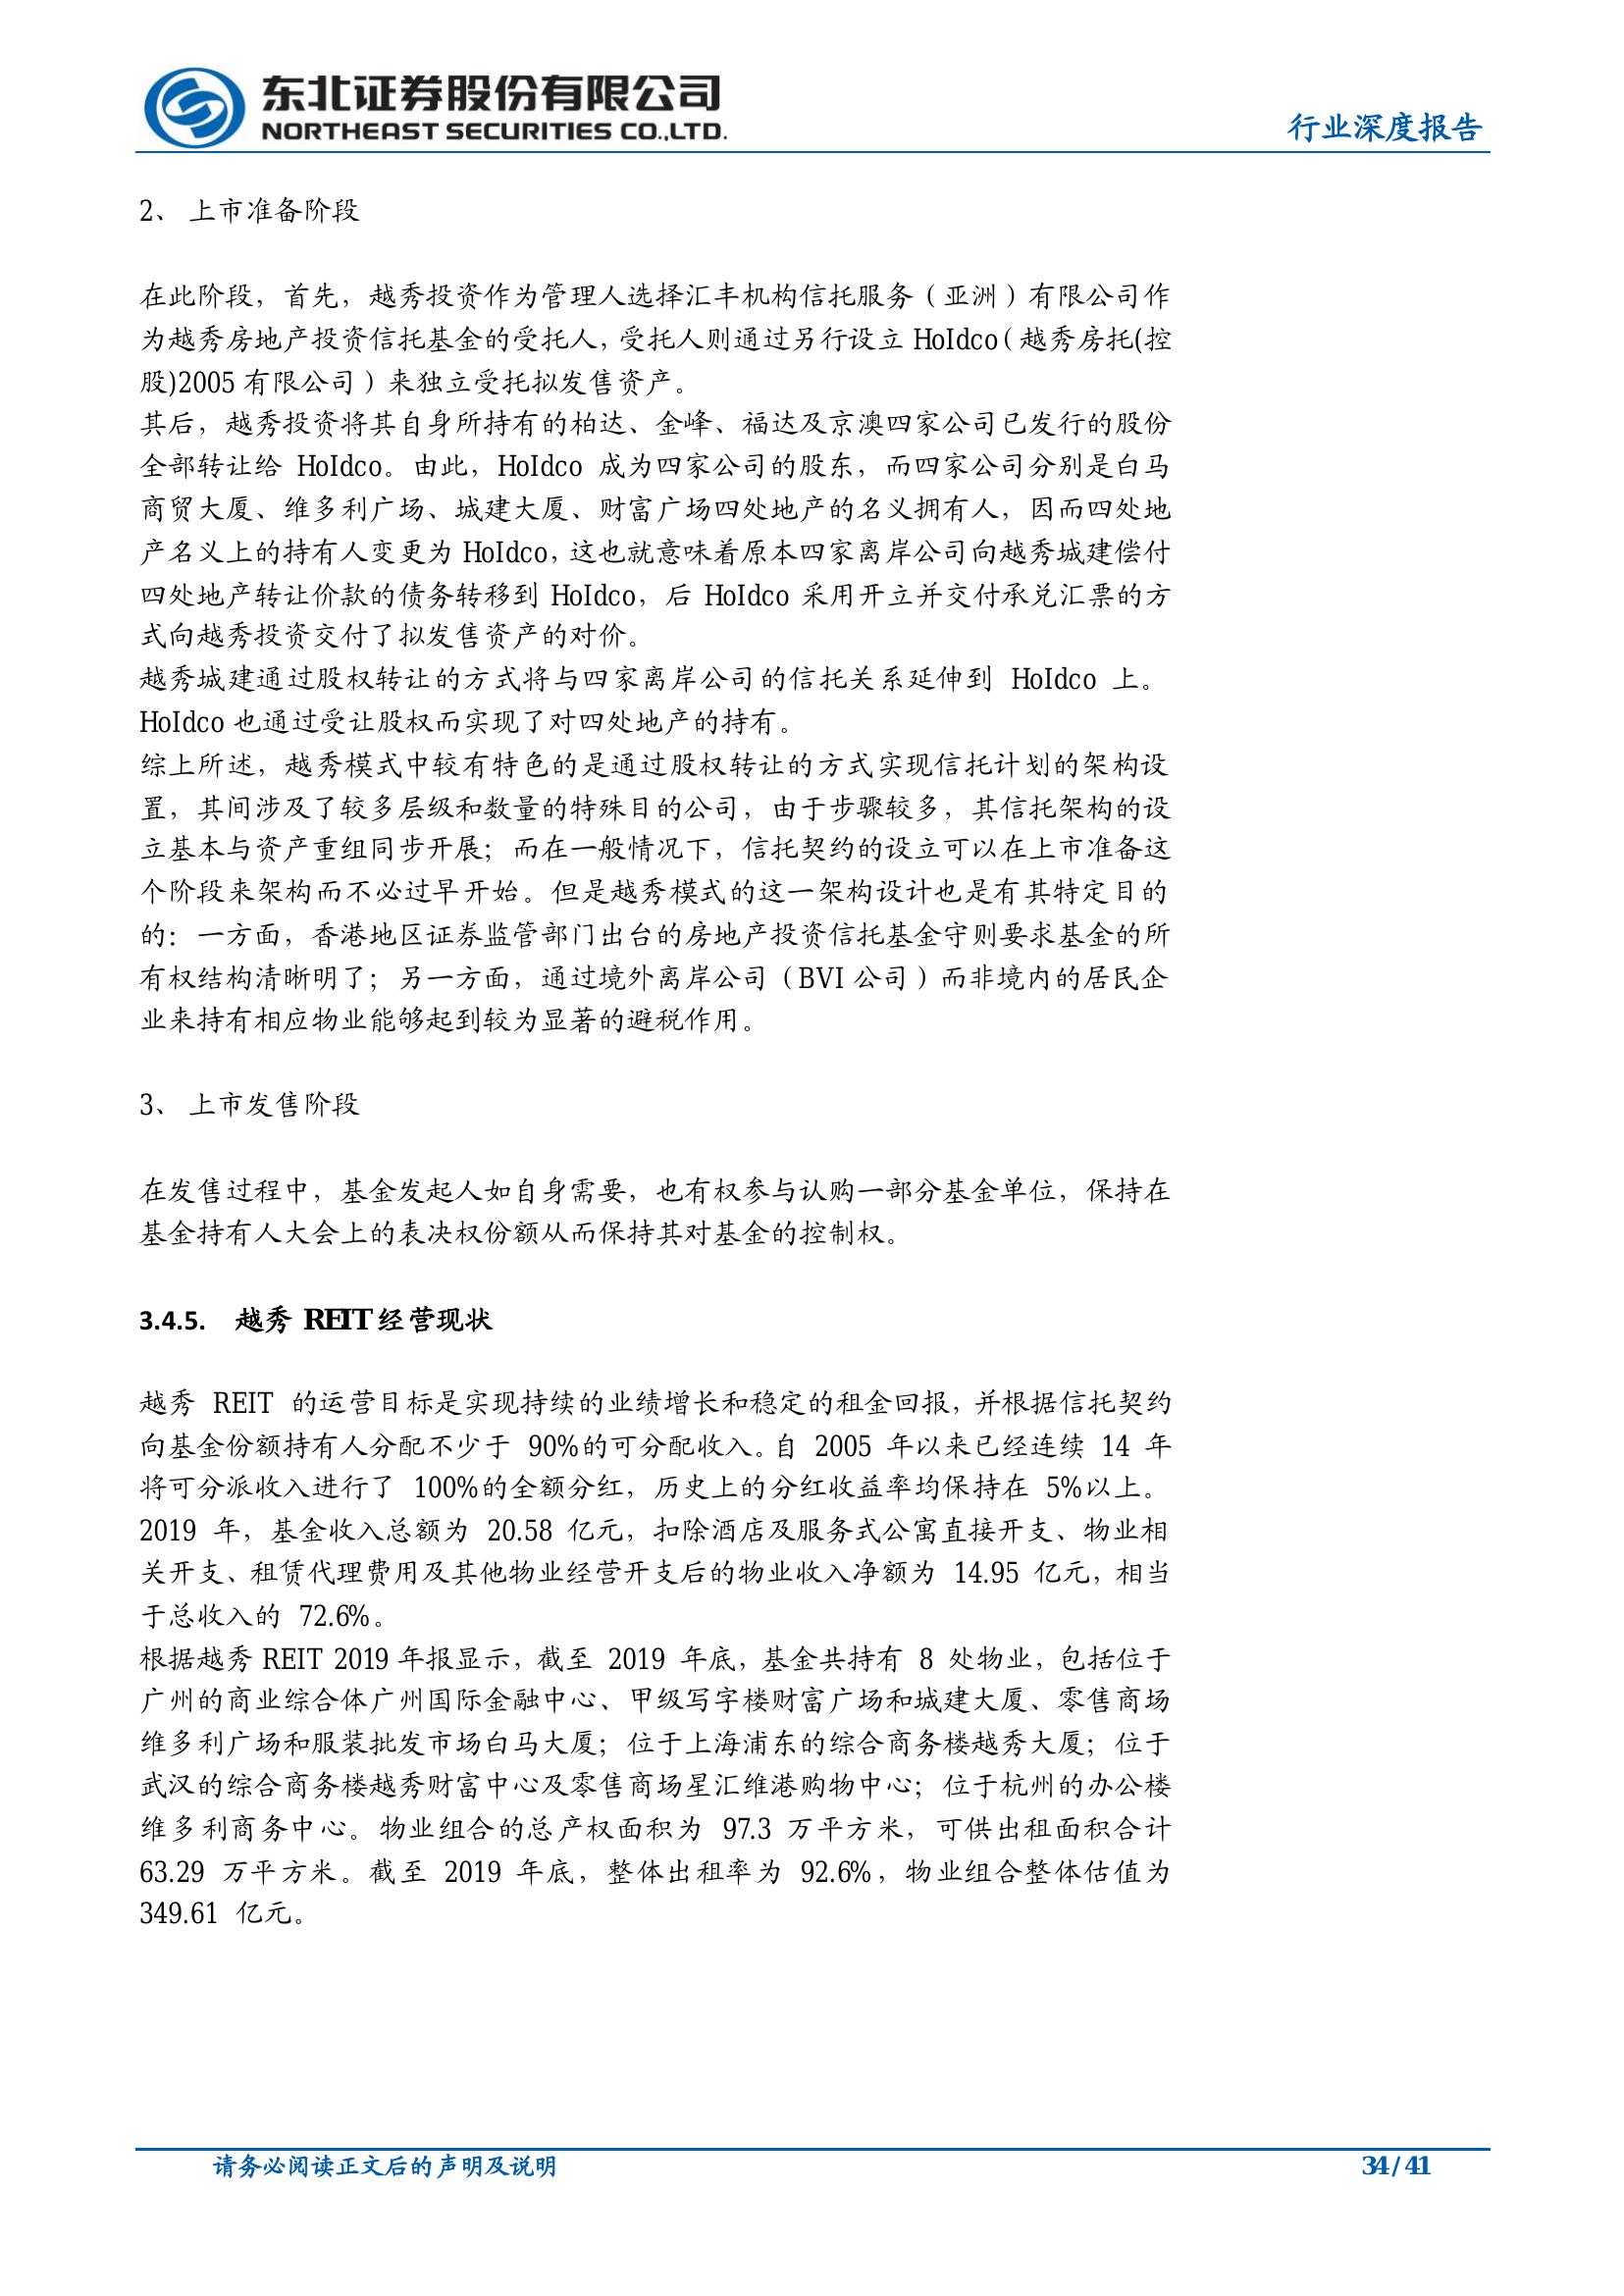 东北证券股份有限公司
NORTHEAST SECURITIES CO.,LTD.
行业深度报告
2、 上市准备阶段
在此阶段，首先，越秀投资作为管理人选择汇丰机构信托服务（亚洲）有限公司作
为越秀房地产投资信托基金的受托人，受托人则通过另行设立 HoIdco（越秀房托(控
股)2005 有限公司）来独立受托拟发售资产。
其后，越秀投资将其自身所持有的柏达、金峰、福达及京澳四家公司已发行的股份
全部转让给 HoIdco。由此，HoIdco 成为四家公司的股东，而四家公司分别是白马
商贸大厦、维多利广场、城建大厦、财富广场四处地产的名义拥有人，因而四处地
产名义上的持有人变更为 HoIdco，这也就意味着原本四家离岸公司向越秀城建偿付
四处地产转让价款的债务转移到 HoIdco，后 HoIdco 采用开立并交付承兑汇票的方
式向越秀投资交付了拟发售资产的对价。
越秀城建通过股权转让的方式将与四家离岸公司的信托关系延伸到 HoIdco 上。
HoIdco 也通过受让股权而实现了对四处地产的持有。
综上所述，越秀模式中较有特色的是通过股权转让的方式实现信托计划的架构设
置，其间涉及了较多层级和数量的特殊目的公司，由于步骤较多，其信托架构的设
立基本与资产重组同步开展；而在一般情况下，信托契约的设立可以在上市准备这
个阶段来架构而不必过早开始。但是越秀模式的这一架构设计也是有其特定目的
的：一方面，香港地区证券监管部门出台的房地产投资信托基金守则要求基金的所
有权结构清晰明了；另一方面，通过境外离岸公司（BVI 公司）而非境内的居民企
业来持有相应物业能够起到较为显著的避税作用。
3、 上市发售阶段
在发售过程中，基金发起人如自身需要，也有权参与认购一部分基金单位，保持在
基金持有人大会上的表决权份额从而保持其对基金的控制权。
3.4.5. 越秀 REIT 经营现状
越秀 REIT 的运营目标是实现持续的业绩增长和稳定的租金回报，并根据信托契约
向基金份额持有人分配不少于 90%的可分配收入。自 2005 年以来已经连续 14 年
将可分派收入进行了 100%的全额分红，历史上的分红收益率均保持在 5%以上。
2019 年，基金收入总额为 20.58 亿元，扣除酒店及服务式公寓直接开支、物业相
关开支、租赁代理费用及其他物业经营开支后的物业收入净额为 14.95 亿元，相当
于总收入的 72.6%。
根据越秀 REIT 2019 年报显示，截至 2019 年底，基金共持有 8 处物业，包括位于
广州的商业综合体广州国际金融中心、甲级写字楼财富广场和城建大厦、零售商场
维多利广场和服装批发市场白马大厦；位于上海浦东的综合商务楼越秀大厦；位于
武汉的综合商务楼越秀财富中心及零售商场星汇维港购物中心；位于杭州的办公楼
维多利商务中心。物业组合的总产权面积为 97.3 万平方米，可供出租面积合计
63.29 万平方米。截至 2019 年底，整体出租率为 92.6%，物业组合整体估值为
349.61 亿元。
请务必阅读正文后的声明及说明
34 / 41